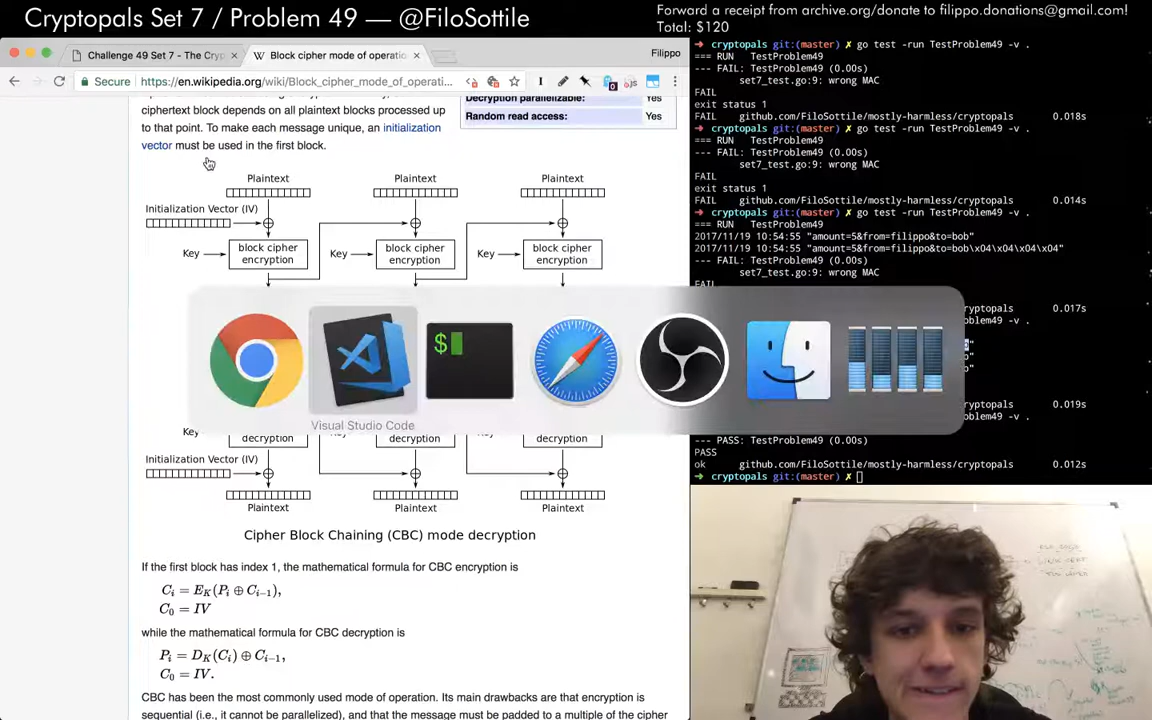 Cryptopals Set 7 / Problem 49 — @FiloSottile
Forward a receipt from archive.org/donate to filippo.donations@gmail.com!
Total: $120
Challenge 49 Set 7 - The Cryp
Block cipher mode of operatio
Filippo
Secure
https://en.wikipedia.org/wiki/Block_cipher_mode_of_operati...
ciphertext block depends on all plaintext blocks processed up
to that point. To make each message unique, an initialization
vector must be used in the first block.
Decryption parallelizable: Yes
Random read access: Yes
Plaintext Plaintext Plaintext
Initialization Vector (IV)
Key block cipher encryption
Key block cipher encryption
Key block cipher encryption
Visual Studio Code
Key decryption decryption decryption
Initialization Vector (IV)
Plaintext Plaintext Plaintext
Cipher Block Chaining (CBC) mode decryption
If the first block has index 1, the mathematical formula for CBC encryption is
Cᵢ = E_K(Pᵢ ⊕ Cᵢ₋₁),
C₀ = IV
while the mathematical formula for CBC decryption is
Pᵢ = D_K(Cᵢ) ⊕ Cᵢ₋₁,
C₀ = IV.
CBC has been the most commonly used mode of operation. Its main drawbacks are that encryption is
sequential (i.e., it cannot be parallelized), and that the message must be padded to a multiple of the cipher
➜ cryptopals git:(master) ✗ go test -run TestProblem49 -v .
=== RUN TestProblem49
--- FAIL: TestProblem49 (0.00s)
set7_test.go:9: wrong MAC
FAIL
exit status 1
FAIL github.com/FiloSottile/mostly-harmless/cryptopals 0.018s
➜ cryptopals git:(master) ✗ go test -run TestProblem49 -v .
=== RUN TestProblem49
--- FAIL: TestProblem49 (0.00s)
set7_test.go:9: wrong MAC
FAIL
exit status 1
FAIL github.com/FiloSottile/mostly-harmless/cryptopals 0.014s
➜ cryptopals git:(master) ✗ go test -run TestProblem49 -v .
=== RUN TestProblem49
2017/11/19 10:54:55 "amount=5&from=filippo&to=bob"
2017/11/19 10:54:55 "amount=5&from=filippo&to=bob\x04\x04\x04\x04"
--- FAIL: TestProblem49 (0.00s)
set7_test.go:9: wrong MAC
FAIL
cryptopals 0.017s
blem49 -v .
cryptopals 0.019s
blem49 -v .
--- PASS: TestProblem49 (0.00s)
PASS
ok github.com/FiloSottile/mostly-harmless/cryptopals 0.012s
➜ cryptopals git:(master) ✗
$